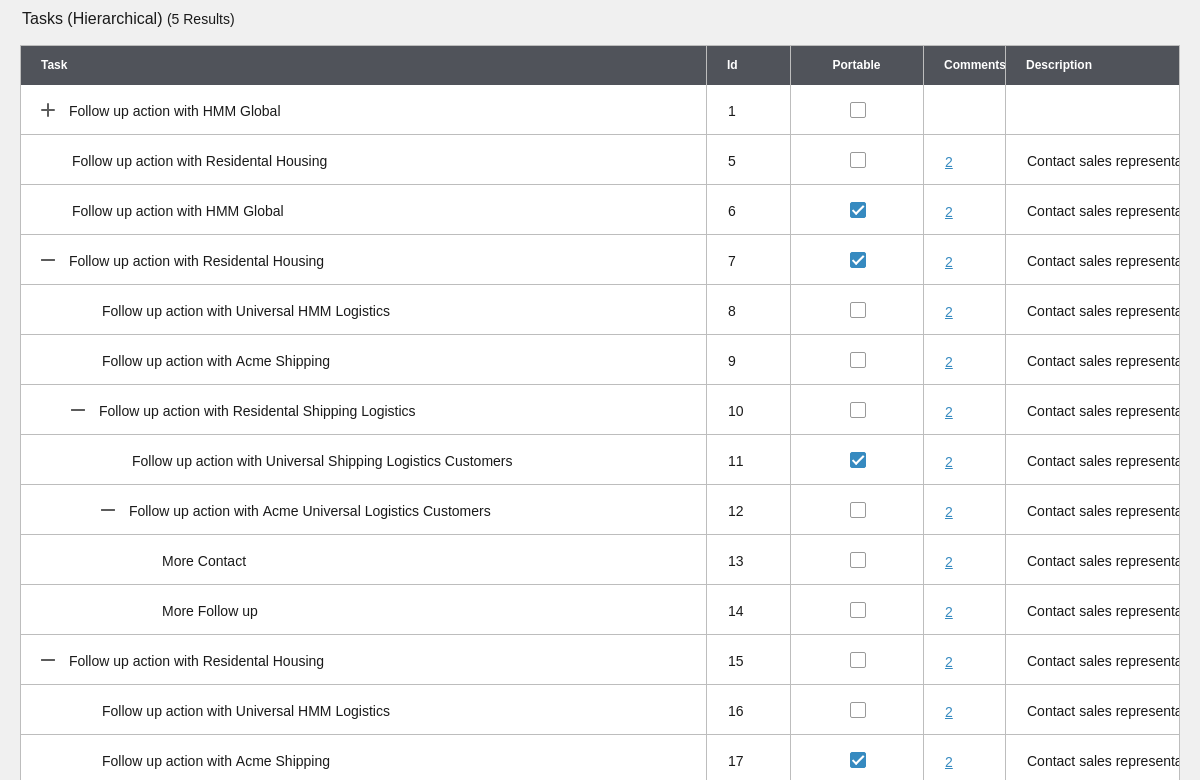 Tasks (Hierarchical) (5 Results)
Task Id Portable Comments Description
Follow up action with HMM Global 1
Follow up action with Residental Housing 5 2 Contact sales representa
Follow up action with HMM Global 6 2 Contact sales representa
Follow up action with Residental Housing 7 2 Contact sales representa
Follow up action with Universal HMM Logistics 8 2 Contact sales representa
Follow up action with Acme Shipping 9 2 Contact sales representa
Follow up action with Residental Shipping Logistics 10 2 Contact sales representa
Follow up action with Universal Shipping Logistics Customers 11 2 Contact sales representa
Follow up action with Acme Universal Logistics Customers 12 2 Contact sales representa
More Contact 13 2 Contact sales representa
More Follow up 14 2 Contact sales representa
Follow up action with Residental Housing 15 2 Contact sales representa
Follow up action with Universal HMM Logistics 16 2 Contact sales representa
Follow up action with Acme Shipping 17 2 Contact sales representa